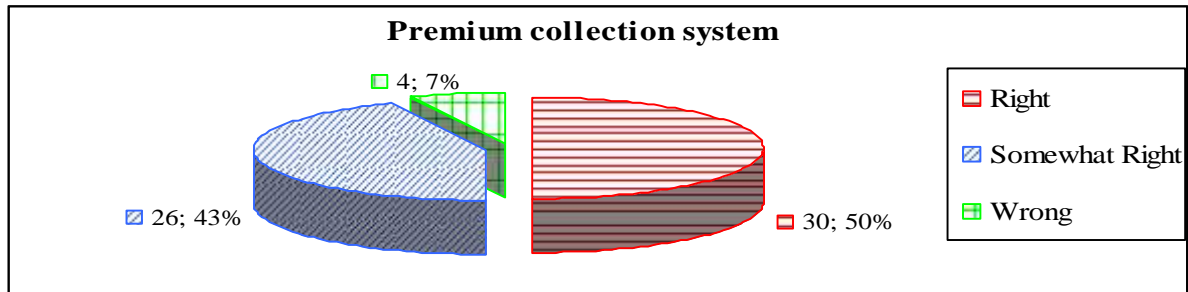 Premium collection system
4; 7%
26; 43%
30; 50%
Right
Somewhat Right
Wrong